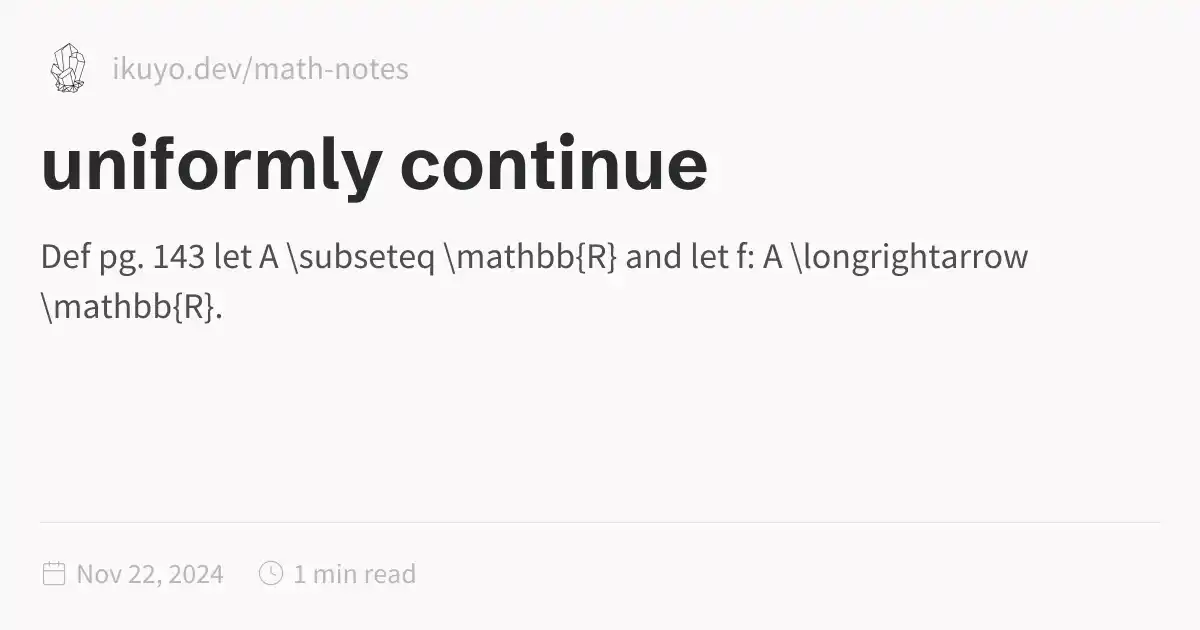 ikuyo.dev/math-notes
uniformly continue
Def pg. 143 let A \subseteq \mathbb{R} and let f: A \longrightarrow
\mathbb{R}.
Nov 22, 2024 1 min read